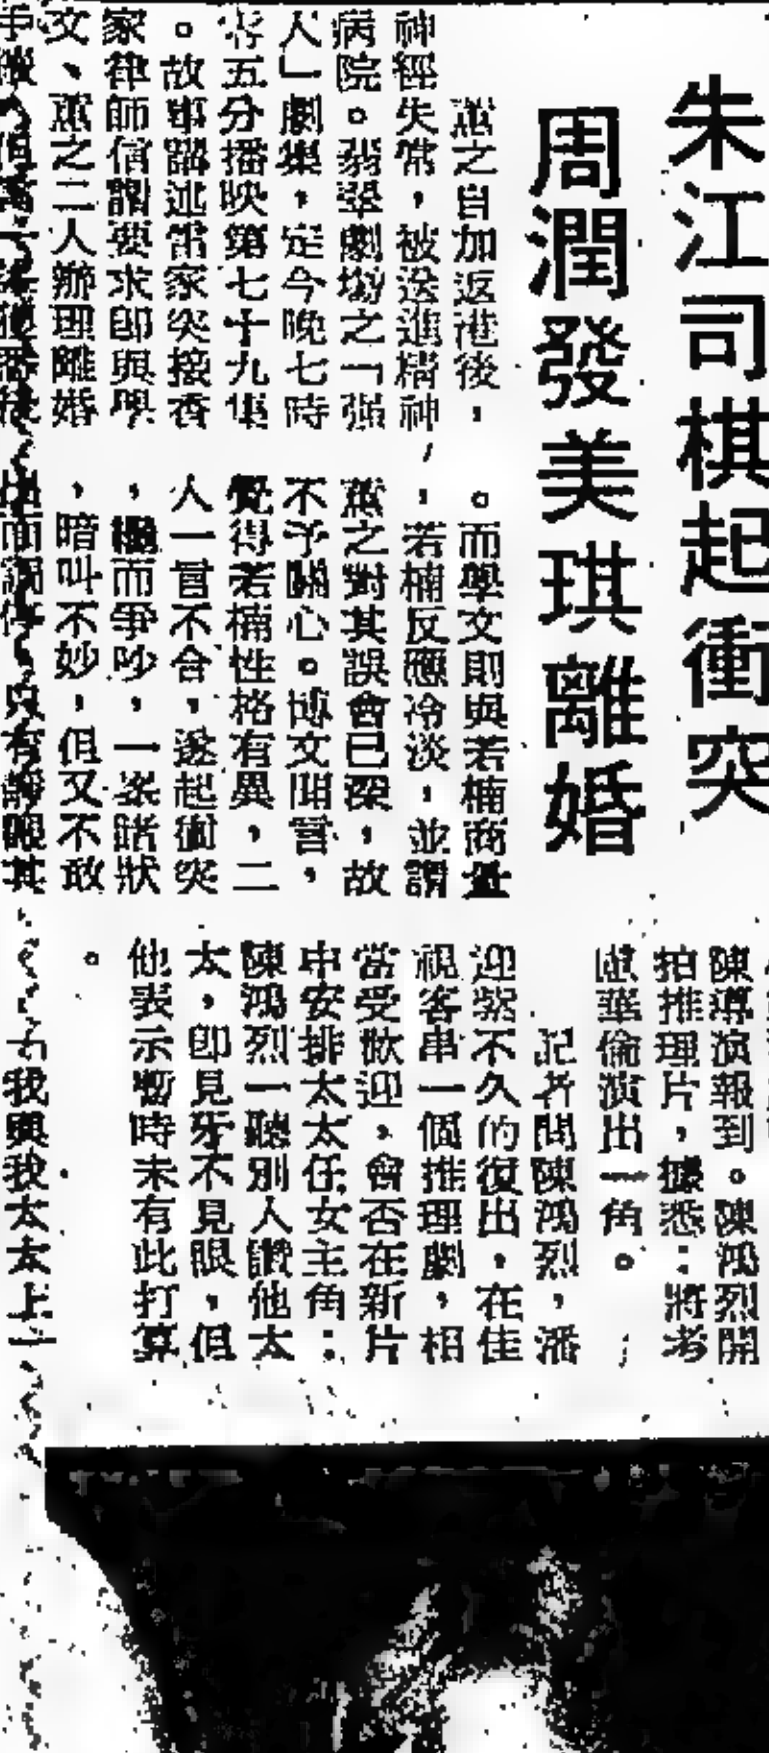 朱江司棋起衝突
周潤發美琪離婚
蕙之自加返港後，
神經失常，被送進精神
病院。翡翠劇場之「强
人」劇集，定今晚七時
零五分播映第七十九集
。故事講述雷家突接香
家律師信謂要求卽與學
文、蕙之二人辦理離婚
。而學文則與若楠商量
，若楠反應冷淡，並謂
蕙之對其誤會已深，故
不予關心。博文聞言，
覺得若楠性格有異，二
人一言不合，遂起衝突
，繼而爭吵，一梁睹狀
，暗叫不妙，但又不敢
陳導演報到。陳鴻烈開
拍推理片，據悉：將考
慮華倫演出一角。
記者問陳鴻烈，潘
迎紫不久的復出，在佳
視客串一個推理劇，相
當受歡迎，會否在新片
中安排太太任女主角：
陳鴻烈一聽別人讚他太
太，卽見牙不見眼，但
他表示暫時未有此打算
。
我與我太太上